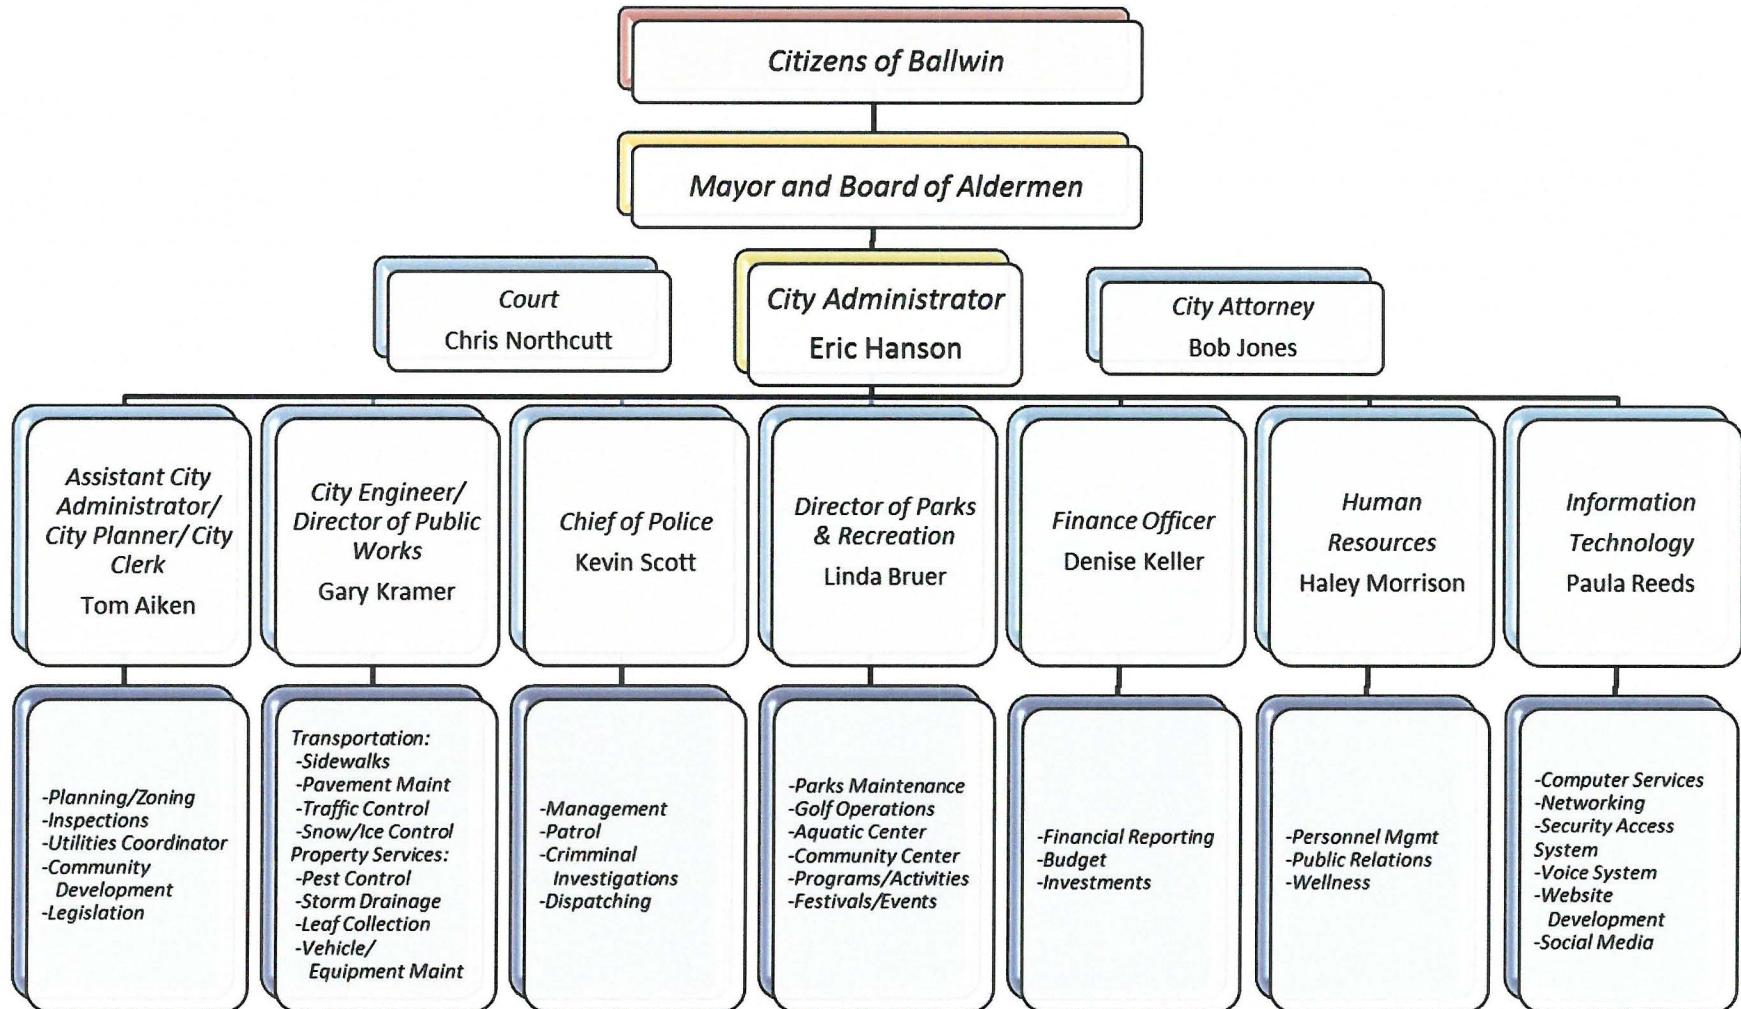 Citizens of Ballwin
Mayor and Board of Aldermen
Court
Chris Northcutt
City Administrator
Eric Hanson
City Attorney
Bob Jones
Assistant City
Administrator/
City Planner/ City
Clerk
Tom Aiken
City Engineer/
Director of Public
Works
Gary Kramer
Chief of Police
Kevin Scott
Director of Parks
& Recreation
Linda Bruer
Finance Officer
Denise Keller
Human
Resources
Haley Morrison
Information
Technology
Paula Reeds
-Planning/Zoning
-Inspections
-Utilities Coordinator
-Community
Development
-Legislation
Transportation:
-Sidewalks
-Pavement Maint
-Traffic Control
-Snow/Ice Control
Property Services:
-Pest Control
-Storm Drainage
-Leaf Collection
-Vehicle/
Equipment Maint
-Management
-Patrol
-Crimminal
Investigations
-Dispatching
-Parks Maintenance
-Golf Operations
-Aquatic Center
-Community Center
-Programs/Activities
-Festivals/Events
-Financial Reporting
-Budget
-Investments
-Personnel Mgmt
-Public Relations
-Wellness
-Computer Services
-Networking
-Security Access
System
-Voice System
-Website
Development
-Social Media